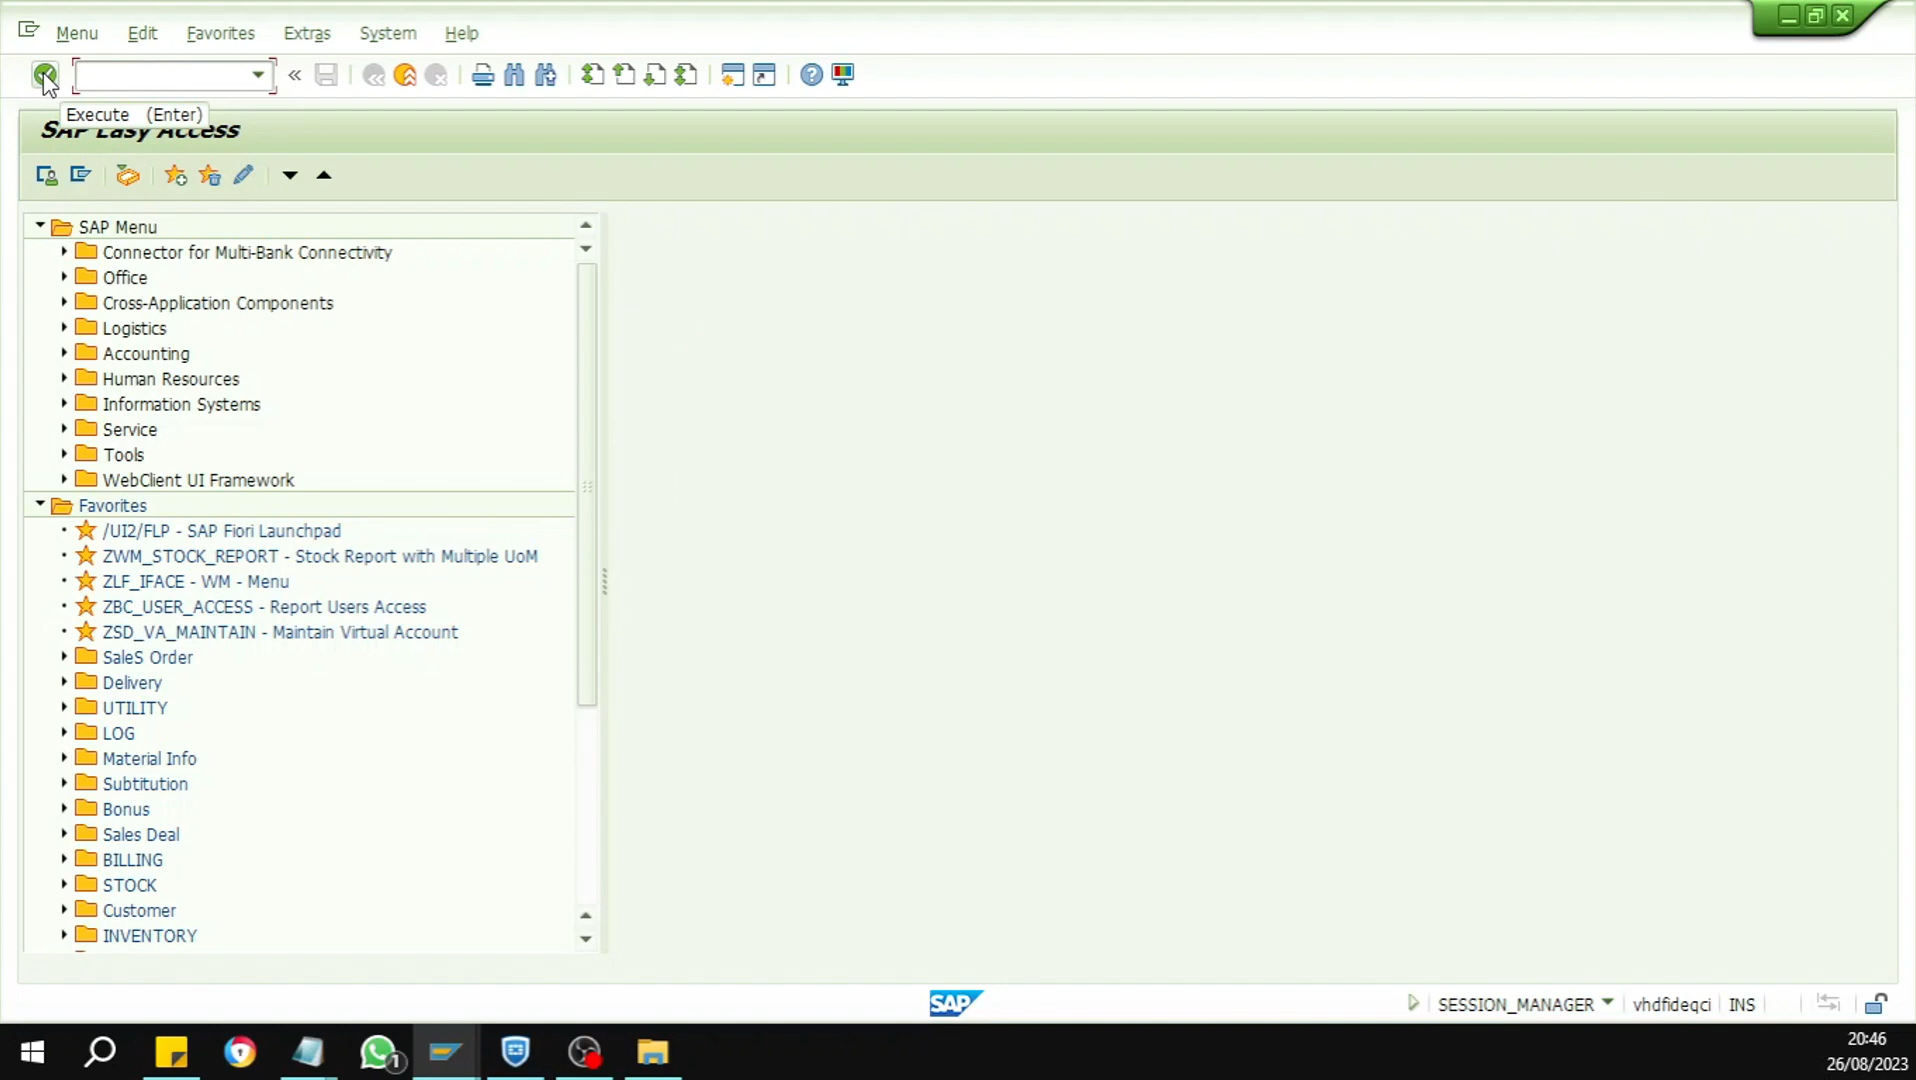 Menu Edit Favorites Extras System Help
Execute (Enter)
SAP Easy Access
SAP Menu
Connector for Multi-Bank Connectivity
Office
Cross-Application Components
Logistics
Accounting
Human Resources
Information Systems
Service
Tools
WebClient UI Framework
Favorites
/UI2/FLP - SAP Fiori Launchpad
ZWM_STOCK_REPORT - Stock Report with Multiple UoM
ZLF_IFACE - WM - Menu
ZBC_USER_ACCESS - Report Users Access
ZSD_VA_MAINTAIN - Maintain Virtual Account
SaleS Order
Delivery
UTILITY
LOG
Material Info
Subtitution
Bonus
Sales Deal
BILLING
STOCK
Customer
INVENTORY
SAP
SESSION_MANAGER vhdfideqci INS
1
20:46
26/08/2023